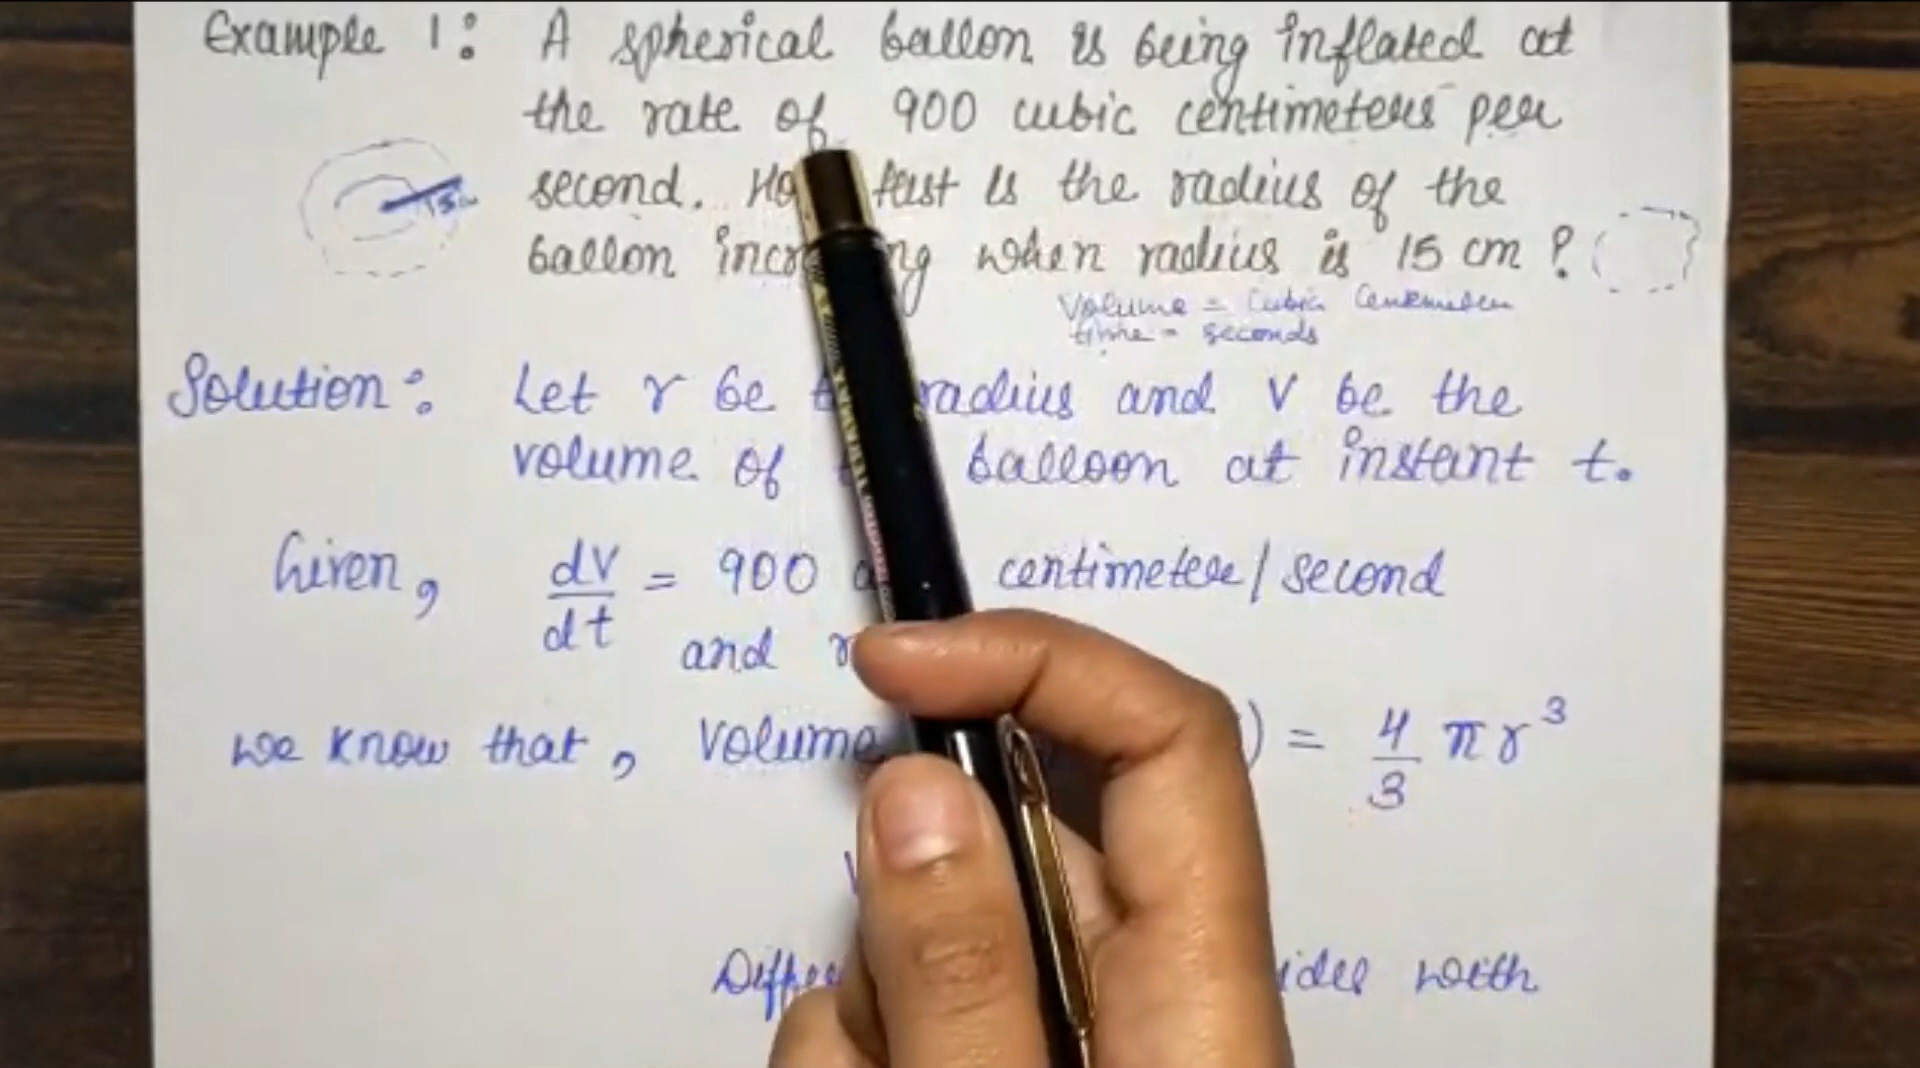 Example 1: A spherical ballon is being inflated at
the rate of 900 cubic centimeters per
second. fast is the radius of the
ballon when radius is 15 cm ?
Volume = Cubic Centimeter
time = seconds
Solution: Let r be radius and V be the
volume of balloon at instant t.
Given, dv/dt = 900 centimeter/second
and
we know that, Volume = 4/3 πr³
with